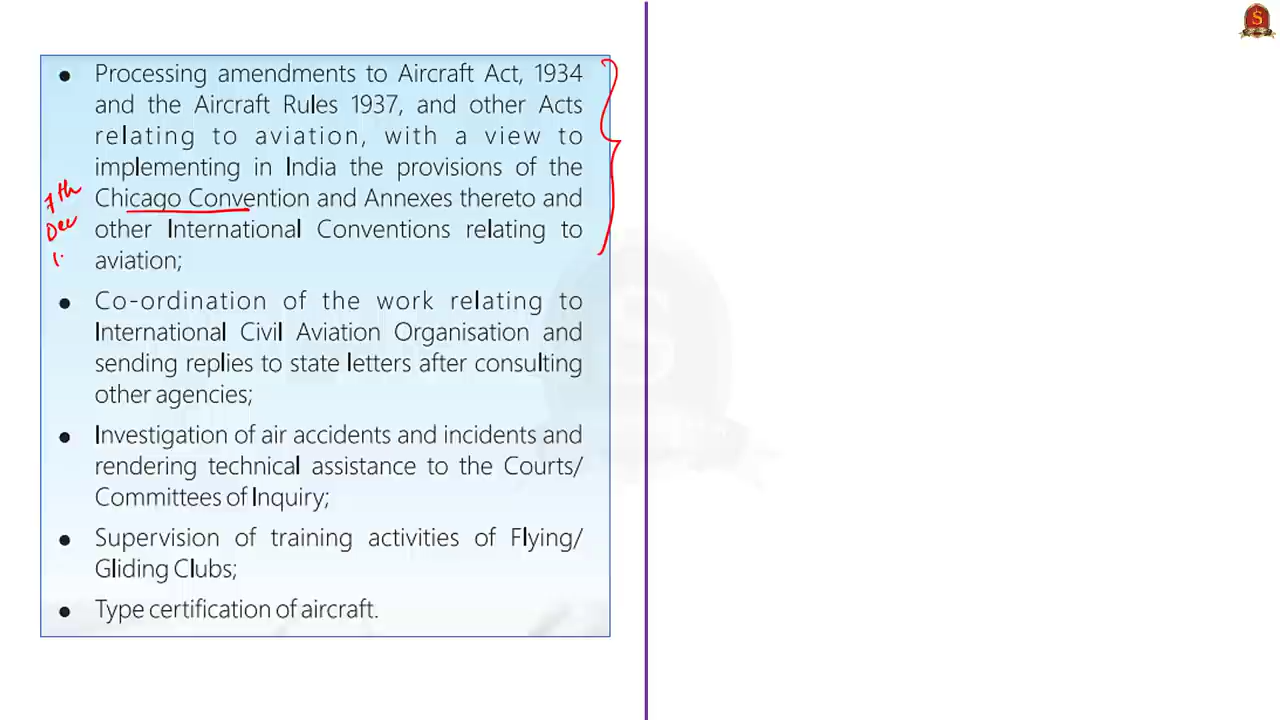 • Processing amendments to Aircraft Act, 1934
and the Aircraft Rules 1937, and other Acts
relating to aviation, with a view to
implementing in India the provisions of the
7th
Chicago Convention and Annexes thereto and
Dec
other International Conventions relating to
aviation;
• Co-ordination of the work relating to
International Civil Aviation Organisation and
sending replies to state letters after consulting
other agencies;
• Investigation of air accidents and incidents and
rendering technical assistance to the Courts/
Committees of Inquiry;
• Supervision of training activities of Flying/
Gliding Clubs;
• Type certification of aircraft.
S